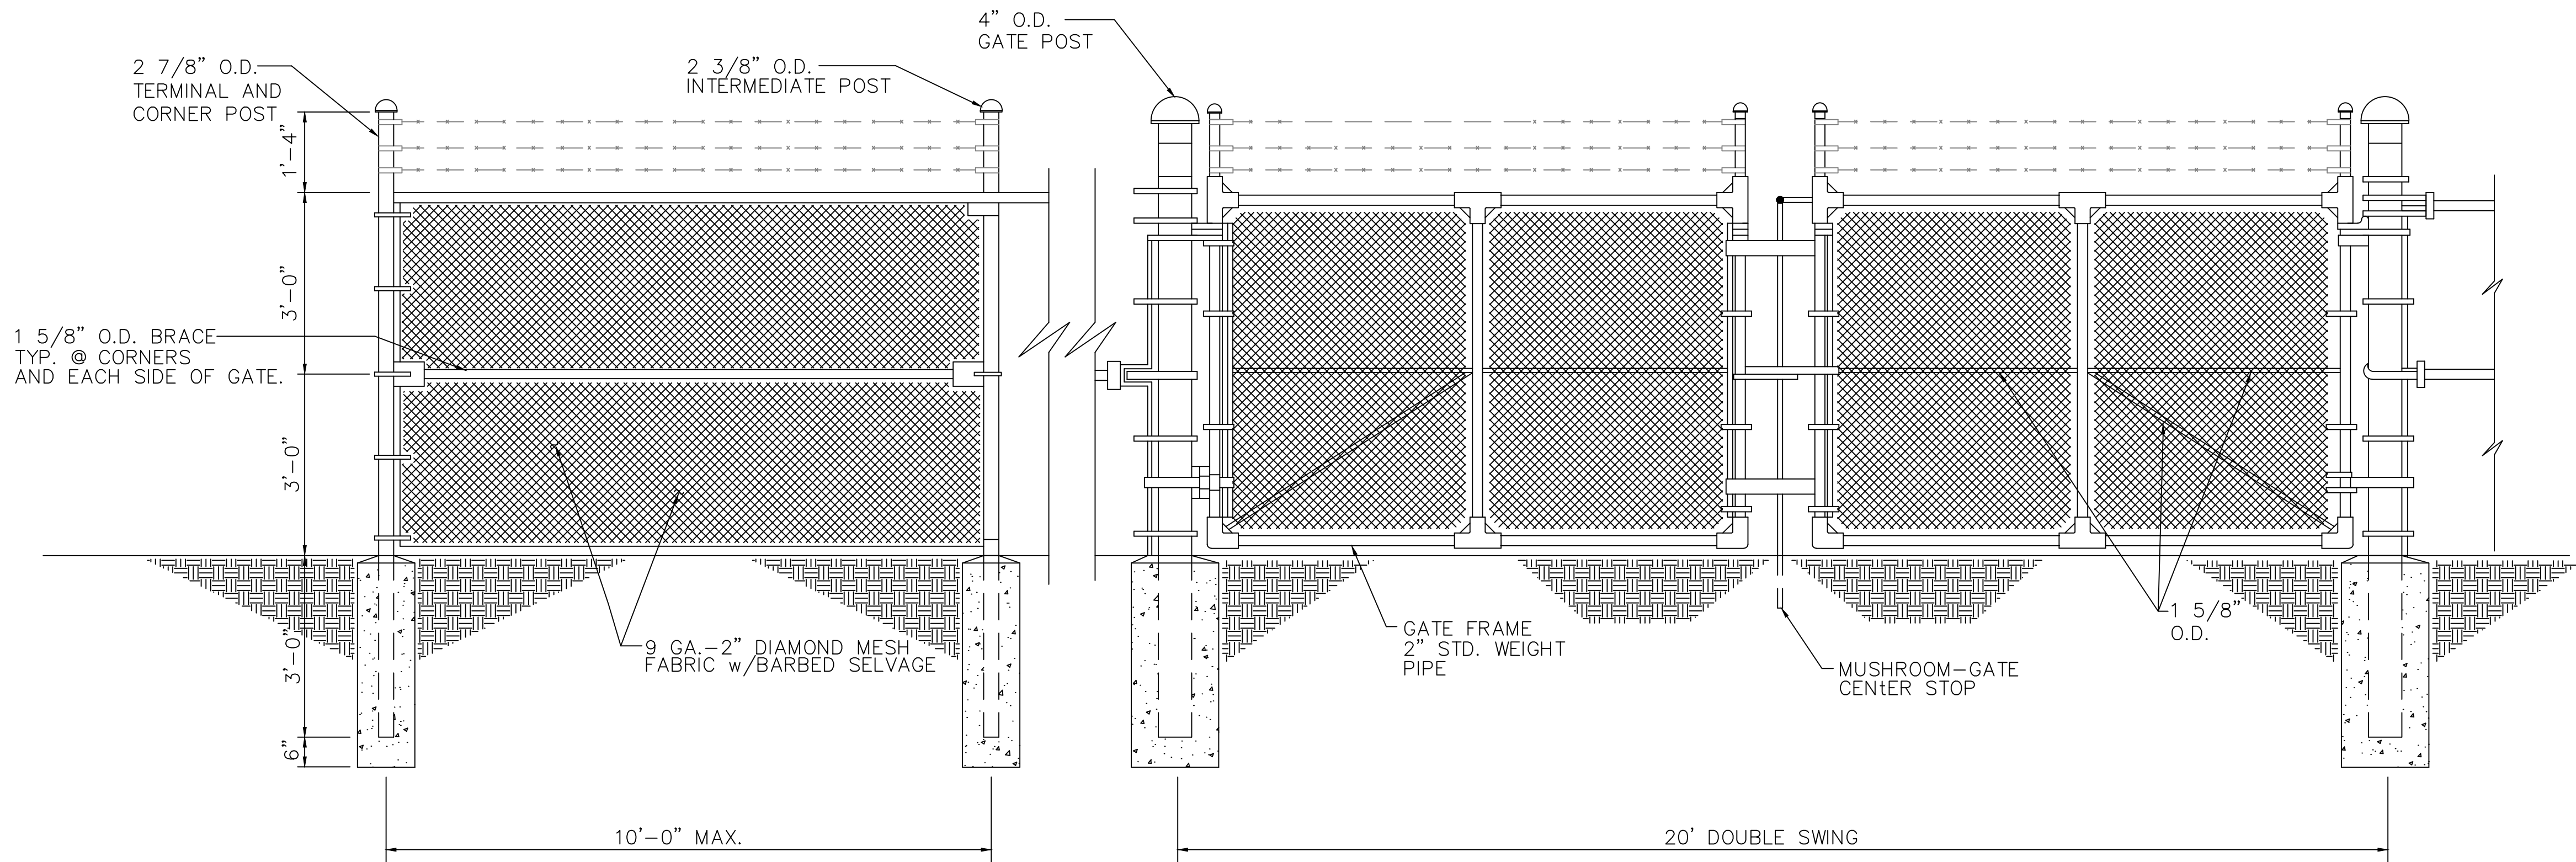 4” O.D.
GATE POST
2 7/8” O.D.
TERMINAL AND
CORNER POST
2 3/8” O.D.
INTERMEDIATE POST
1’-4”
3’-0”
1 5/8” O.D. BRACE
TYP. @ CORNERS
AND EACH SIDE OF GATE.
3’-0”
3’-0”
6”
9 GA.-2” DIAMOND MESH
FABRIC w/BARBED SELVAGE
GATE FRAME
2” STD. WEIGHT
PIPE
MUSHROOM-GATE
CENtER STOP
1 5/8”
O.D.
10’-0” MAX.
20’ DOUBLE SWING